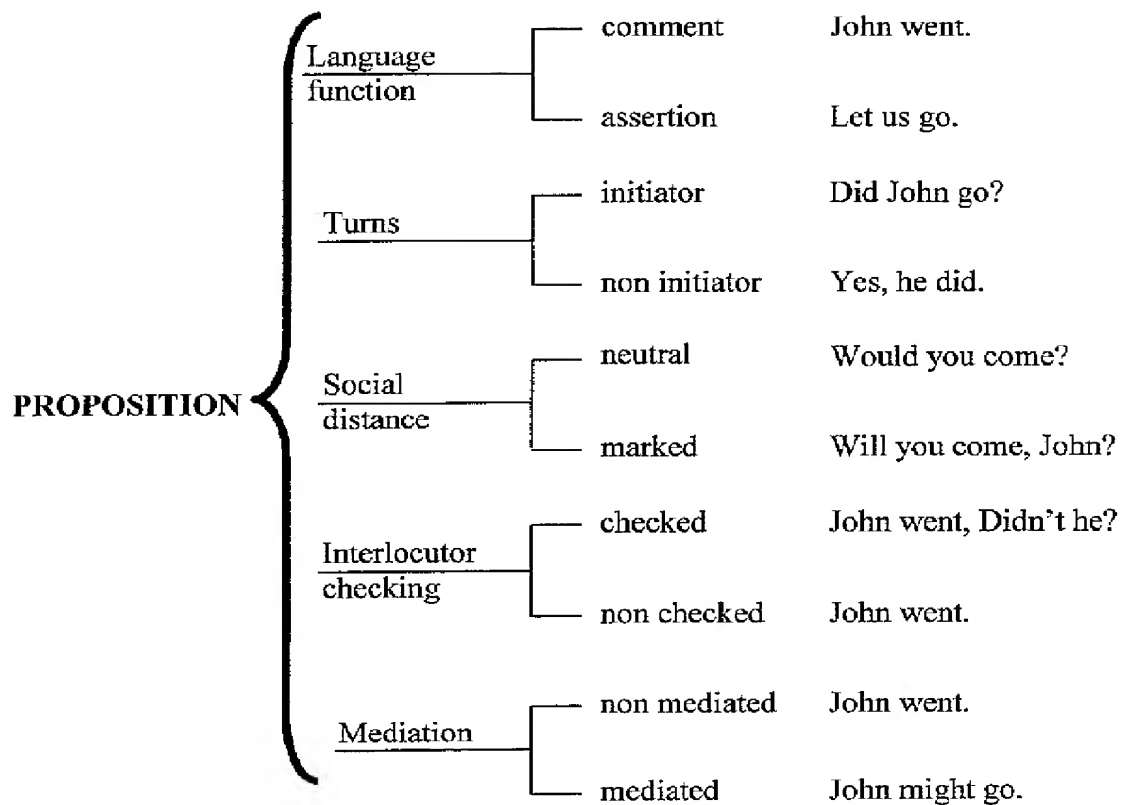 comment John went.
Language
function
assertion Let us go.
initiator Did John go?
Turns
non initiator Yes, he did.
neutral Would you come?
Social
distance
PROPOSITION
marked Will you come, John?
checked John went, Didn't he?
Interlocutor
checking
non checked John went.
non mediated John went.
Mediation
mediated John might go.